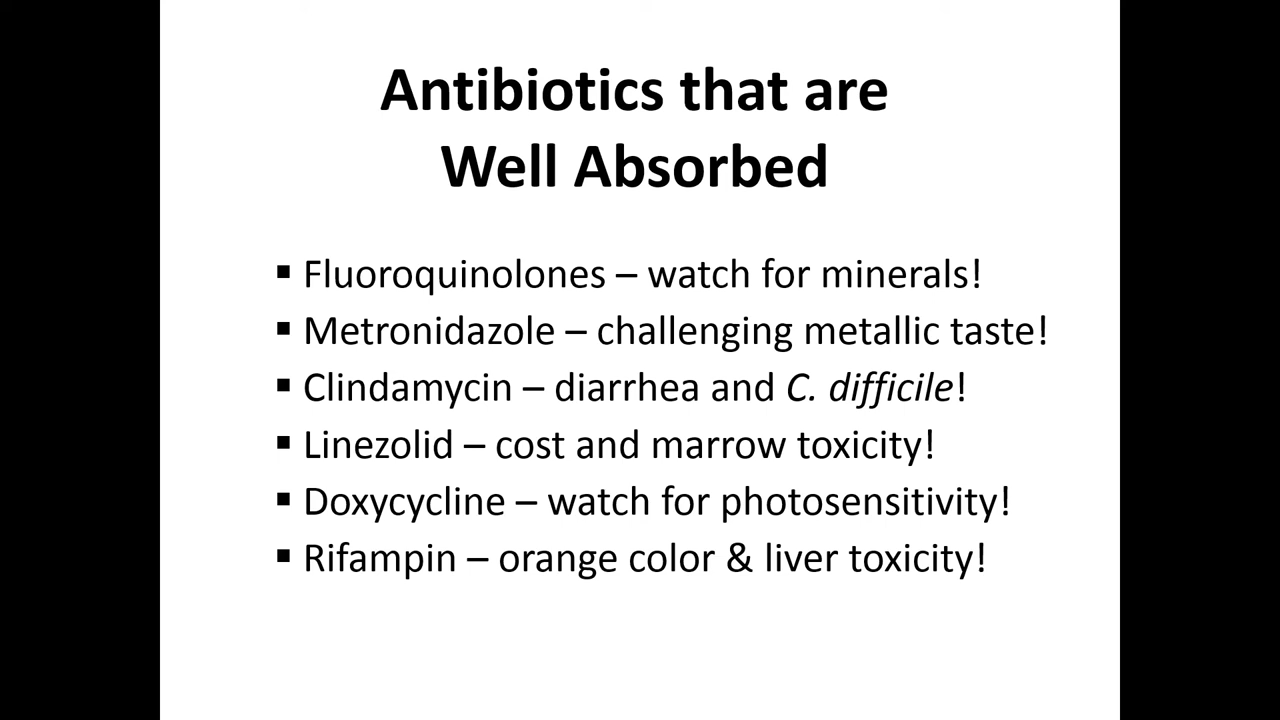 Antibiotics that are
Well Absorbed
▪ Fluoroquinolones – watch for minerals!
▪ Metronidazole – challenging metallic taste!
▪ Clindamycin – diarrhea and C. difficile!
▪ Linezolid – cost and marrow toxicity!
▪ Doxycycline – watch for photosensitivity!
▪ Rifampin – orange color & liver toxicity!